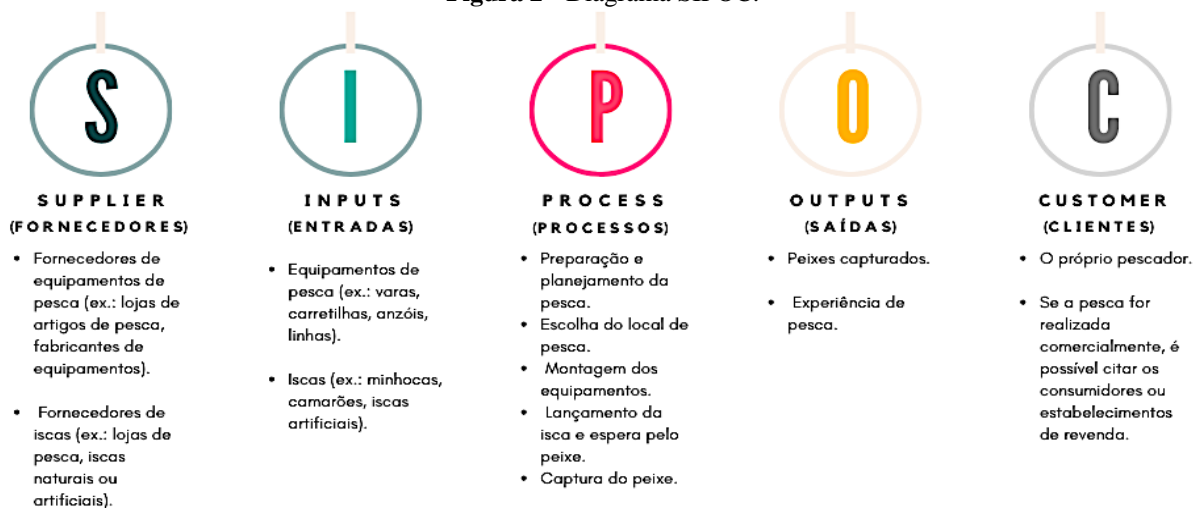 Diagrama
S
SUPPLIER
(FORNECEDORES)
• Fornecedores de
equipamentos de
pesca (ex.: lojas de
artigos de pesca,
fabricantes de
equipamentos).
• Fornecedores de
iscas (ex.: lojas de
pesca, iscas
naturais ou
artificiais).
I
INPUTS
(ENTRADAS)
• Equipamentos de
pesca (ex.: varas,
carretilhas, anzóis,
linhas).
• Iscas (ex.: minhocas,
camarões, iscas
artificiais).
P
PROCESS
(PROCESSOS)
• Preparação e
planejamento da
pesca.
• Escolha do local de
pesca.
• Montagem dos
equipamentos.
• Lançamento da
isca e espera pelo
peixe.
• Captura do peixe.
O
OUTPUTS
(SAÍDAS)
• Peixes capturados.
• Experiência de
pesca.
C
CUSTOMER
(CLIENTES)
• O próprio pescador.
• Se a pesca for
realizada
comercialmente, é
possível citar os
consumidores ou
estabelecimentos
de revenda.